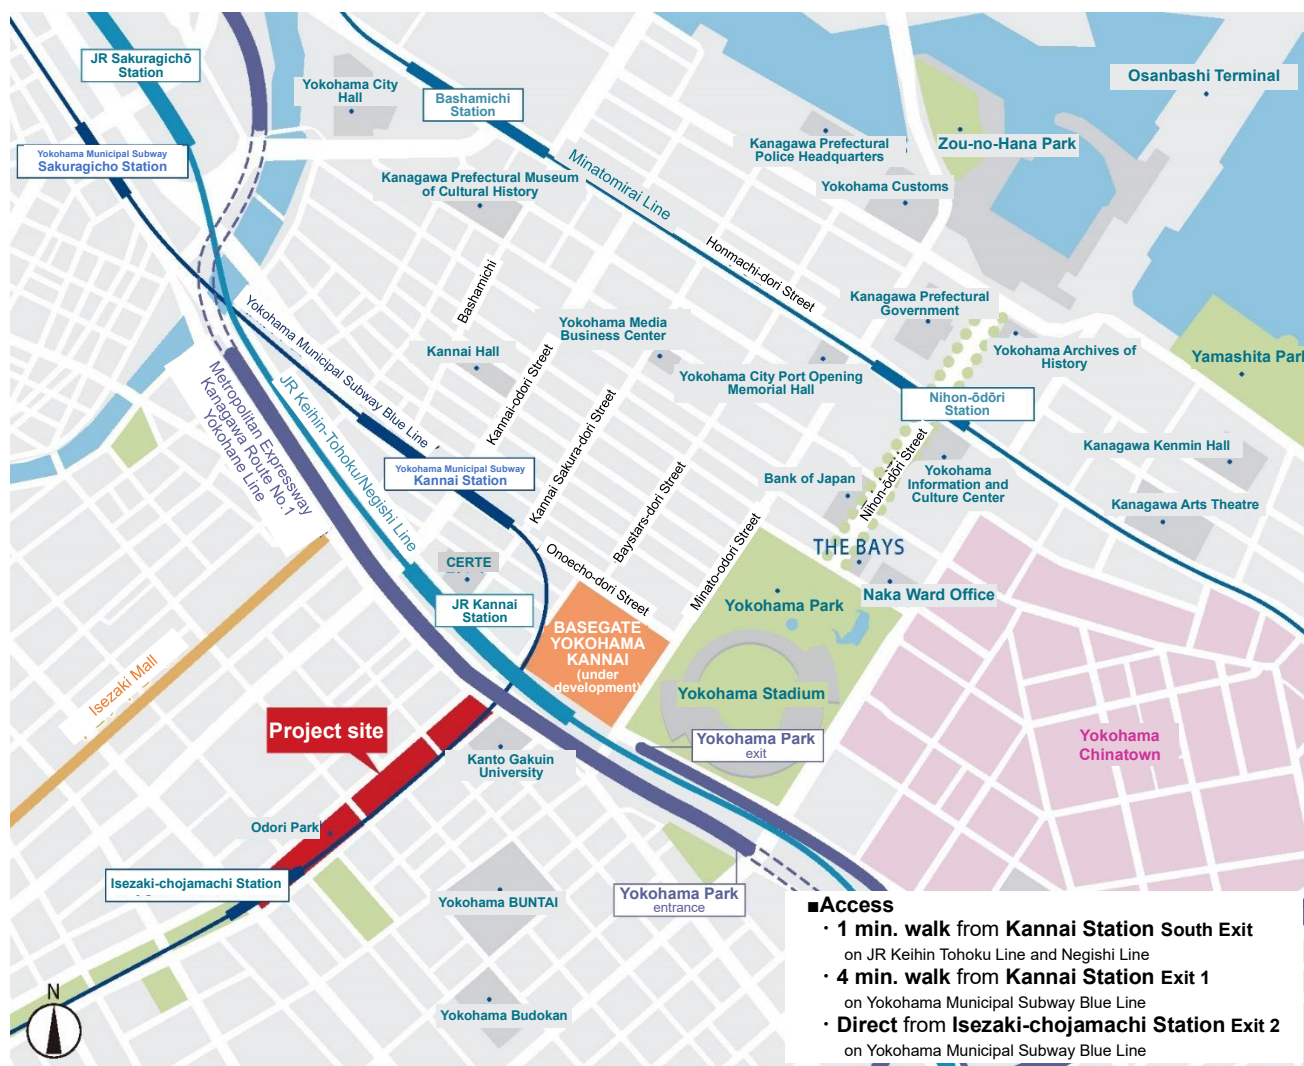 JR Sakuragichō
Station
Yokohama City
Hall
Bashamichi
Station
Osanbashi Terminal
Kanagawa Prefectural
Police Headquarters
Zou-no-Hana Park
Yokohama Municipal Subway
Sakuragicho Station
Kanagawa Prefectural Museum
of Cultural History
Minatomirai Line
Yokohama Customs
Honmachi-dori Street
Bashamichi
Kanagawa Prefectural
Government
Yokohama Municipal Subway Blue Line
Yokohama Media
Business Center
Kannai Hall
Yokohama Archives of
History
Yamashita Park
Yokohama City Port Opening
Memorial Hall
Metropolitan Expressway
Kanagawa Route No.1
Yokohane Line
JR Keihin-Tohoku/Negishi Line
Kannai-odori Street
Kannai Sakura-dori Street
Nihon-ōdōri
Station
Kanagawa Kenmin Hall
Yokohama Municipal Subway
Kannai Station
Baystars-dori Street
Bank of Japan
Nihon-ōdōri Street
Yokohama
Information and
Culture Center
Kanagawa Arts Theatre
Minato-odori Street
THE BAYS
CERTE
Onoecho-dori Street
Naka Ward Office
Yokohama Park
JR Kannai
Station
BASEGATE
YOKOHAMA
KANNAI
(under
development)
Isezaki Mall
Yokohama Stadium
Project site
Yokohama Park
exit
Yokohama
Chinatown
Kanto Gakuin
University
Odori Park
Isezaki-chojamachi Station
Yokohama BUNTAI
Yokohama Park
entrance
Yokohama Budokan
N
■Access
・1 min. walk from Kannai Station South Exit
on JR Keihin Tohoku Line and Negishi Line
・4 min. walk from Kannai Station Exit 1
on Yokohama Municipal Subway Blue Line
・Direct from Isezaki-chojamachi Station Exit 2
on Yokohama Municipal Subway Blue Line